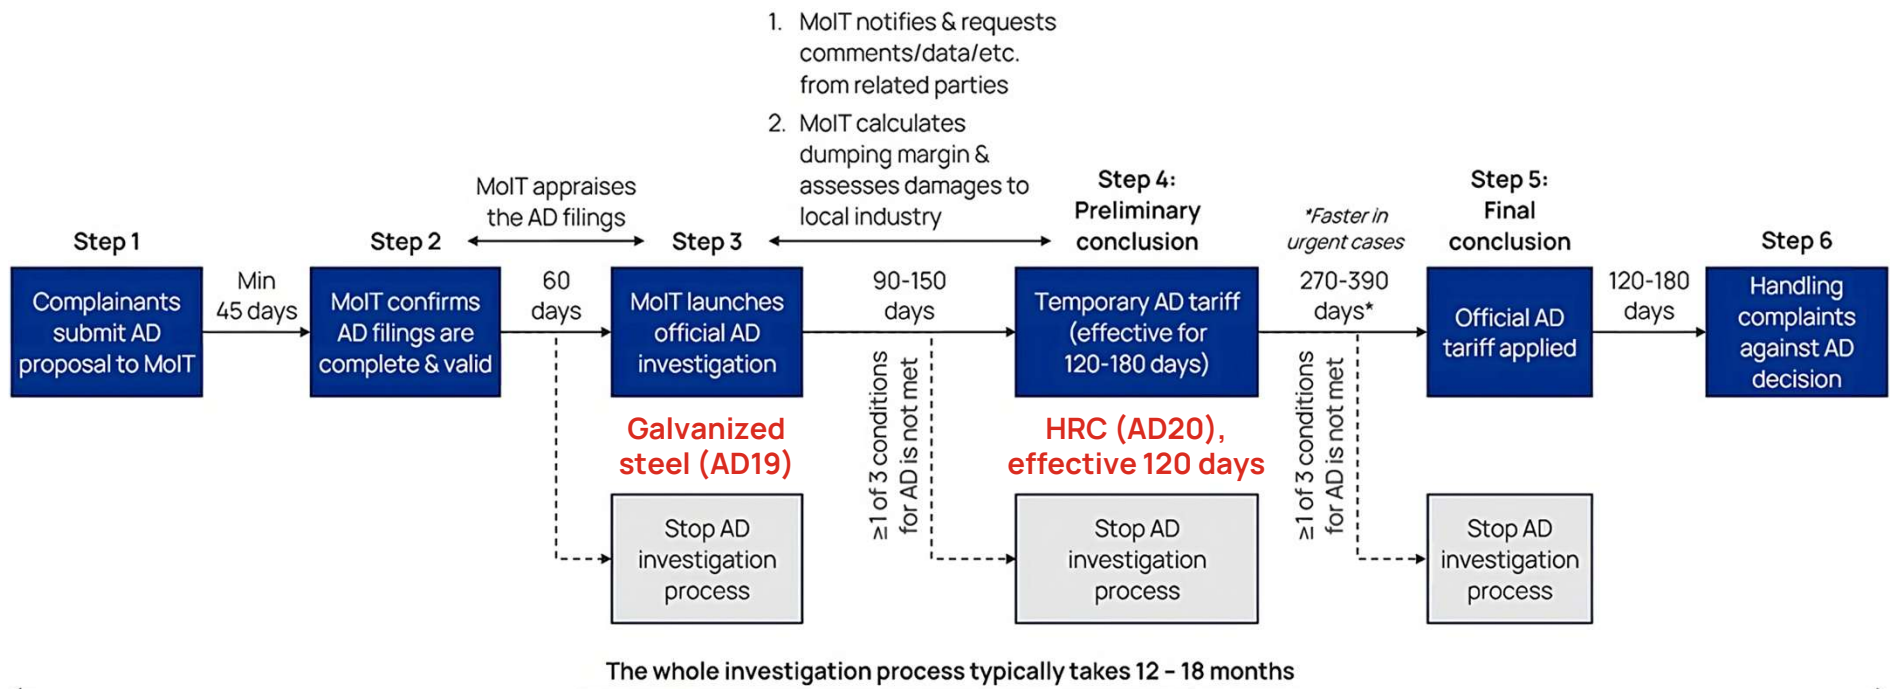 1. MoIT notifies & requests
comments/data/etc.
from related parties
2. MoIT calculates
dumping margin &
assesses damages to
local industry
MoIT appraises
the AD filings
Step 1
Step 2
Step 3
Step 4:
Preliminary
conclusion
*Faster in
urgent cases
Step 5:
Final
conclusion
Step 6
Complainants
submit AD
proposal to MoIT
Min
45 days
MoIT confirms
AD filings are
complete & valid
60
days
MoIT launches
official AD
investigation
90-150
days
Temporary AD tariff
(effective for
120-180 days)
270-390
days*
Official AD
tariff applied
120-180
days
Handling
complaints
against AD
decision
Galvanized
steel (AD19)
≥1 of 3 conditions
for AD is not met
HRC (AD20),
effective 120 days
≥1 of 3 conditions
for AD is not met
Stop AD
investigation
process
Stop AD
investigation
process
Stop AD
investigation
process
The whole investigation process typically takes 12 – 18 months